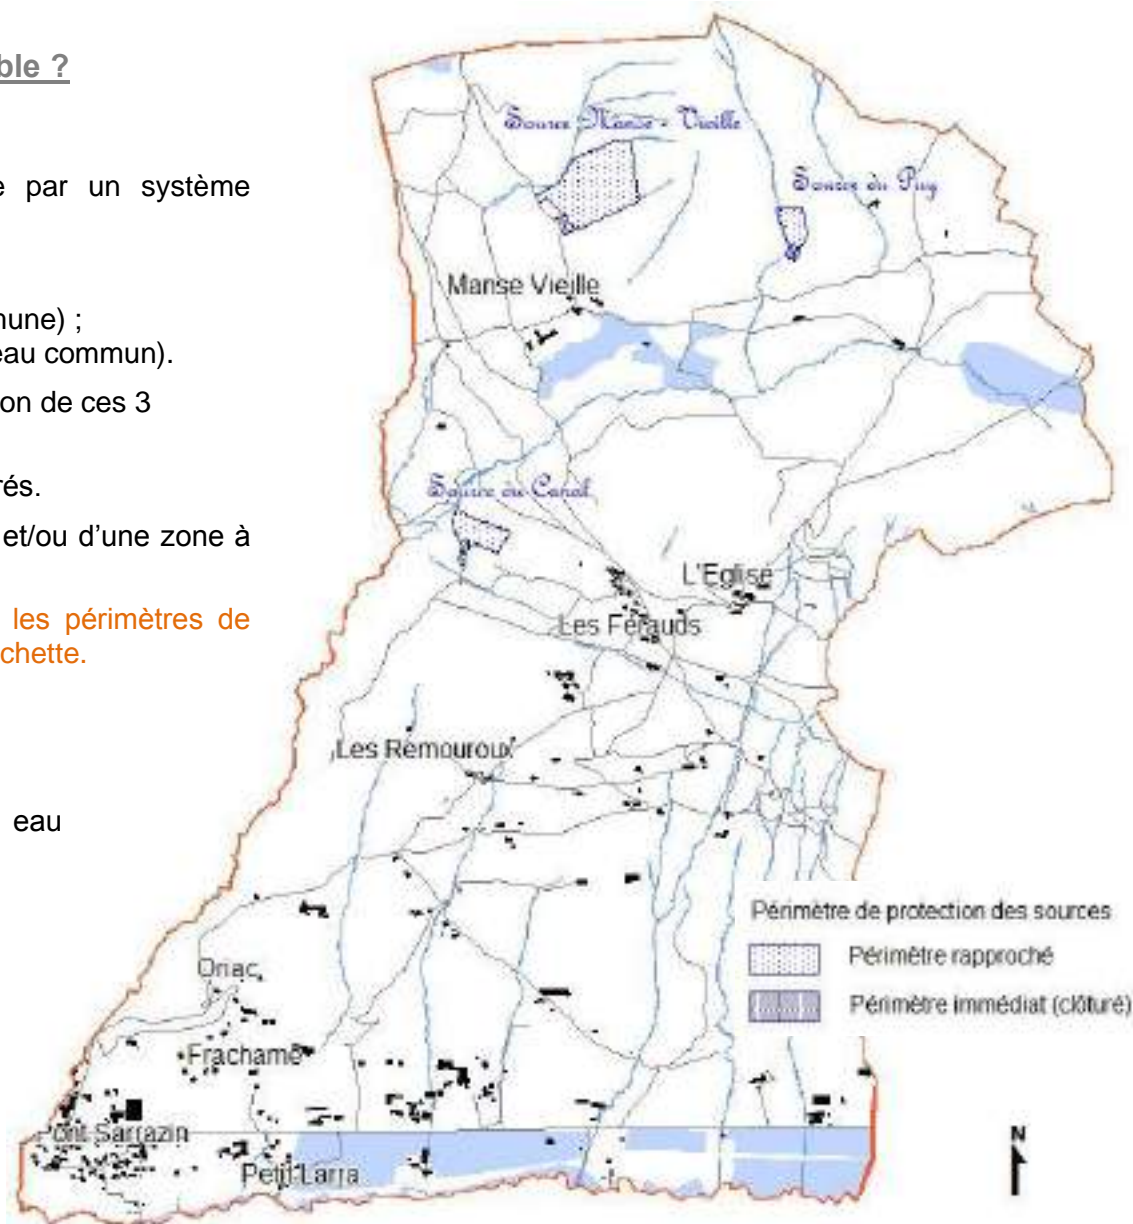 ble ?
e par un système
nune) ;
eau commun).
on de ces 3
rés.
et/ou d'une zone à
les périmètres de
chette.
eau
Source Manse - Vieille
Source du Puy
Manse Vieille
Source du Canal
L'Eglise
Les Férauds
Les Remouroux
Oriac
Frachame
Pont Sarrazin
Petit Larra
Périmètre de protection des sources
Périmètre rapproché
Périmètre immédiat (clôturé)
N